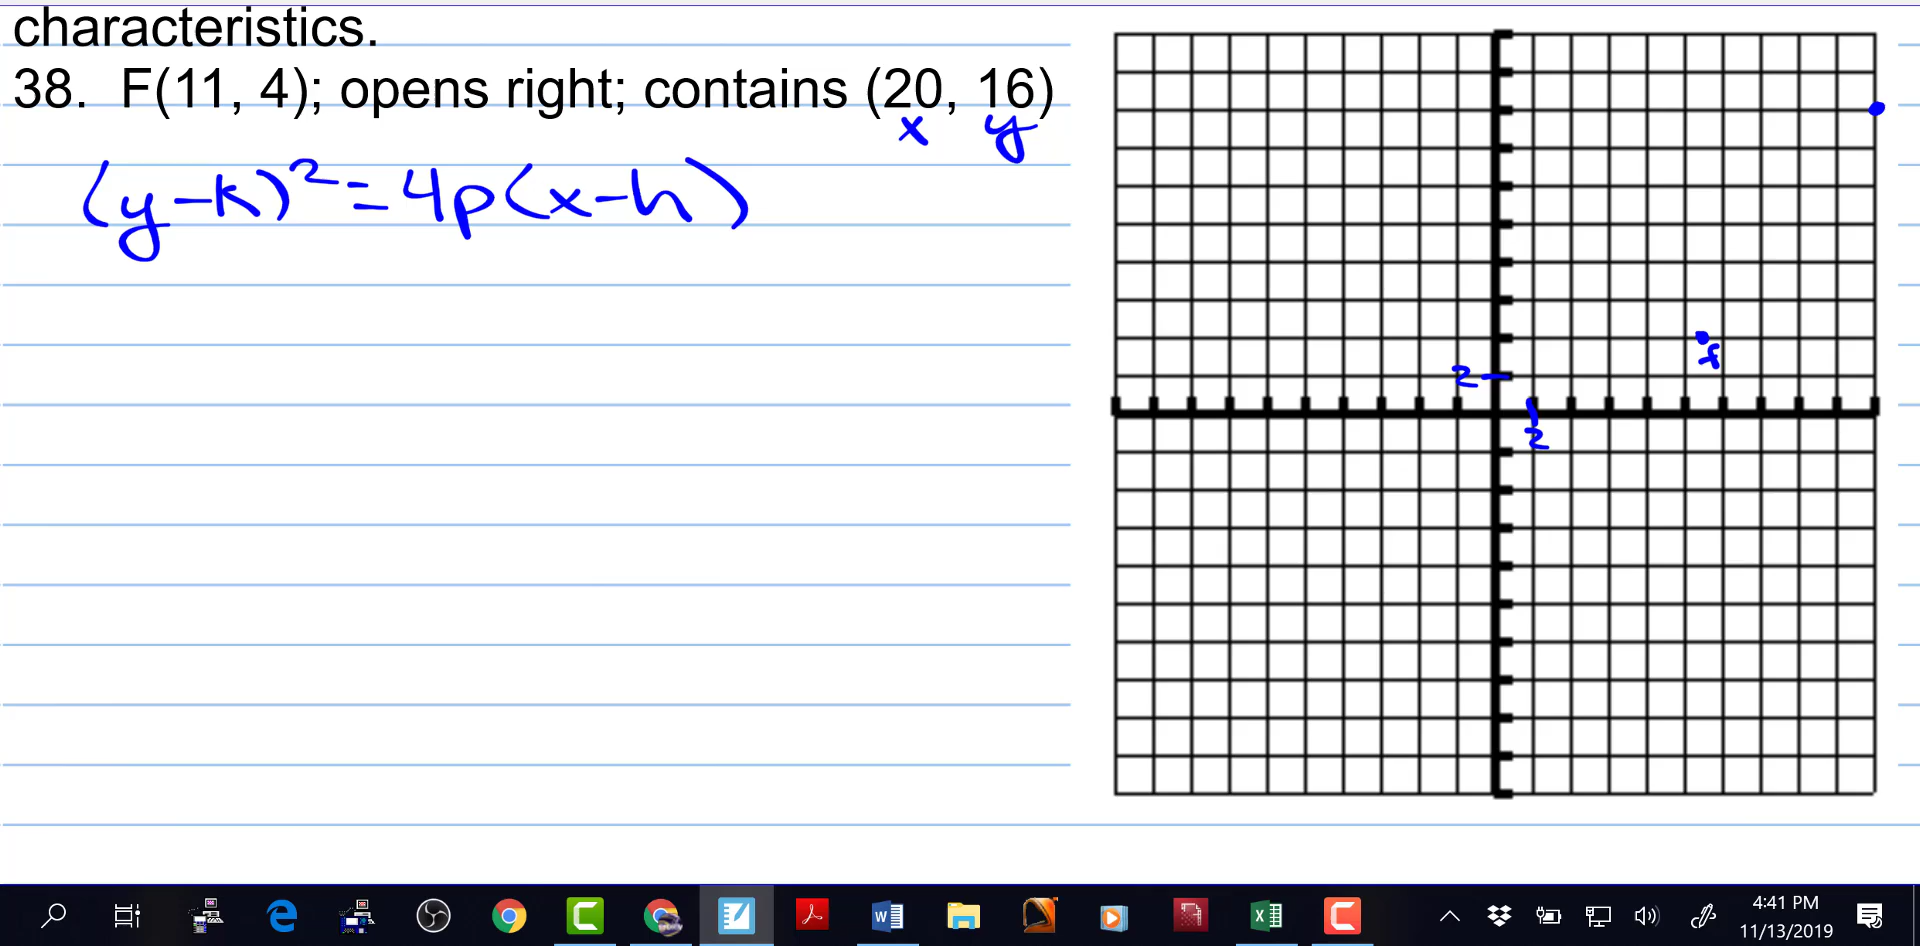 characteristics.
38. F(11, 4); opens right; contains (20, 16)
x y
(y-k)²=4p(x-h)
f
2
2
4:41 PM
11/13/2019